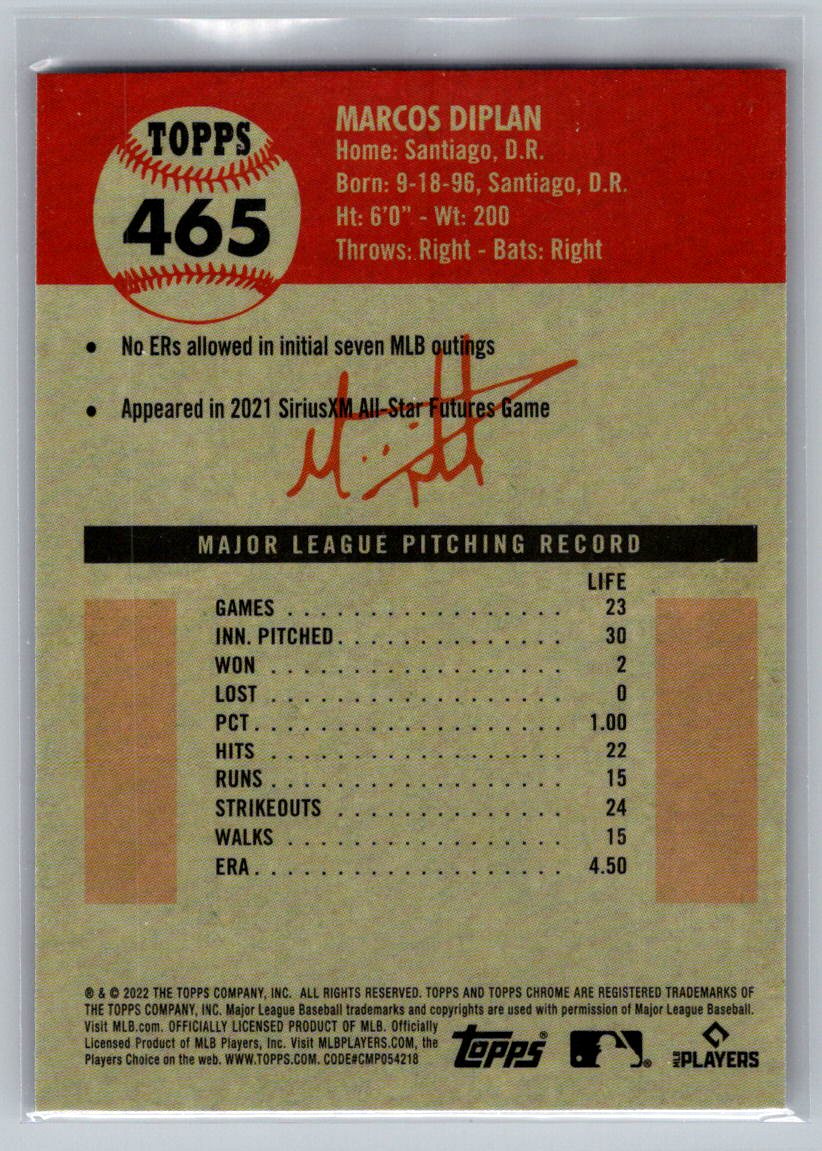 TOPPS
465
MARCOS DIPLAN
Home: Santiago, D.R.
Born: 9-18-96, Santiago, D.R.
Ht: 6'0" - Wt: 200
Throws: Right - Bats: Right
• No ERs allowed in initial seven MLB outings
• Appeared in 2021 SiriusXM All-Star Futures Game
MAJOR LEAGUE PITCHING RECORD
LIFE
GAMES . . . . . . . . . . . . . . . . . 23
INN. PITCHED. . . . . . . . . . . . . . 30
WON . . . . . . . . . . . . . . . . . . 2
LOST . . . . . . . . . . . . . . . . . . 0
PCT. . . . . . . . . . . . . . . . . . . 1.00
HITS . . . . . . . . . . . . . . . . . . 22
RUNS . . . . . . . . . . . . . . . . . . 15
STRIKEOUTS . . . . . . . . . . . . . . 24
WALKS . . . . . . . . . . . . . . . . . 15
ERA. . . . . . . . . . . . . . . . . . . 4.50
® & © 2022 THE TOPPS COMPANY, INC. ALL RIGHTS RESERVED. TOPPS AND TOPPS CHROME ARE REGISTERED TRADEMARKS OF
THE TOPPS COMPANY, INC. Major League Baseball trademarks and copyrights are used with permission of Major League Baseball.
Visit MLB.com. OFFICIALLY LICENSED PRODUCT OF MLB. Officially
Licensed Product of MLB Players, Inc. Visit MLBPLAYERS.COM, the
Players Choice on the web. WWW.TOPPS.COM. CODE#CMP054218
Topps®
®
MLB PLAYERS